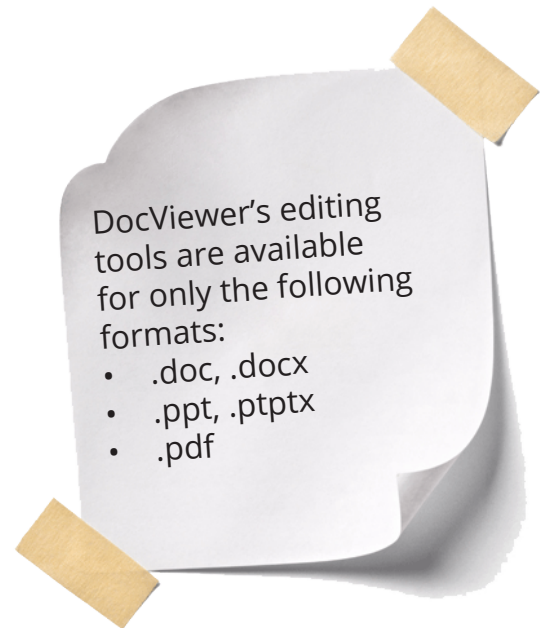 DocViewer’s editing
tools are available
for only the following
formats:
• .doc, .docx
• .ppt, .ptptx
• .pdf